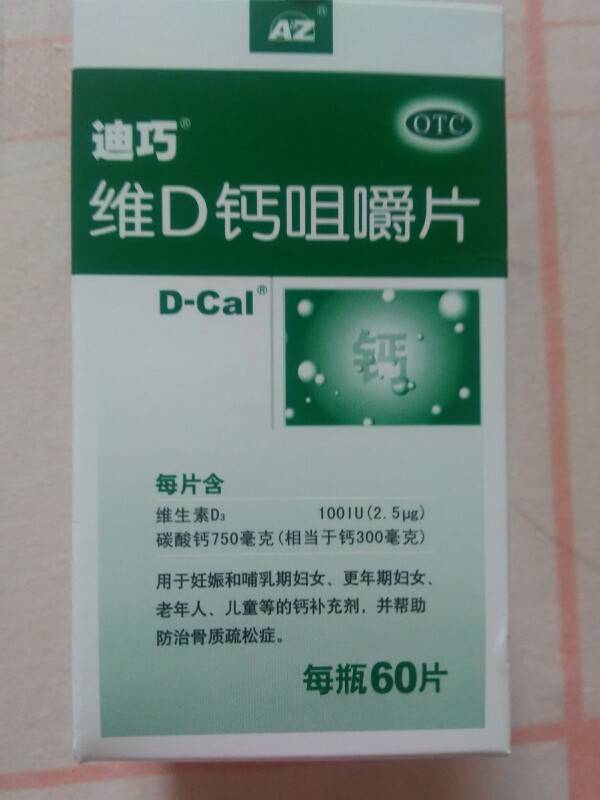 AZ®
OTC
迪巧®
维D钙咀嚼片
D-Cal®
钙
每片含
维生素D₃ 100IU(2.5μg)
碳酸钙750毫克(相当于钙300毫克)
用于妊娠和哺乳期妇女、更年期妇女、
老年人、儿童等的钙补充剂,并帮助
防治骨质疏松症。
每瓶60片